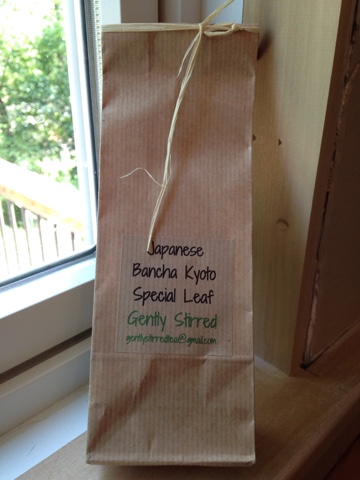 Japanese
Bancha Kyoto
Special Leaf
Gently Stirred
gentlystirredtea@gmail.com